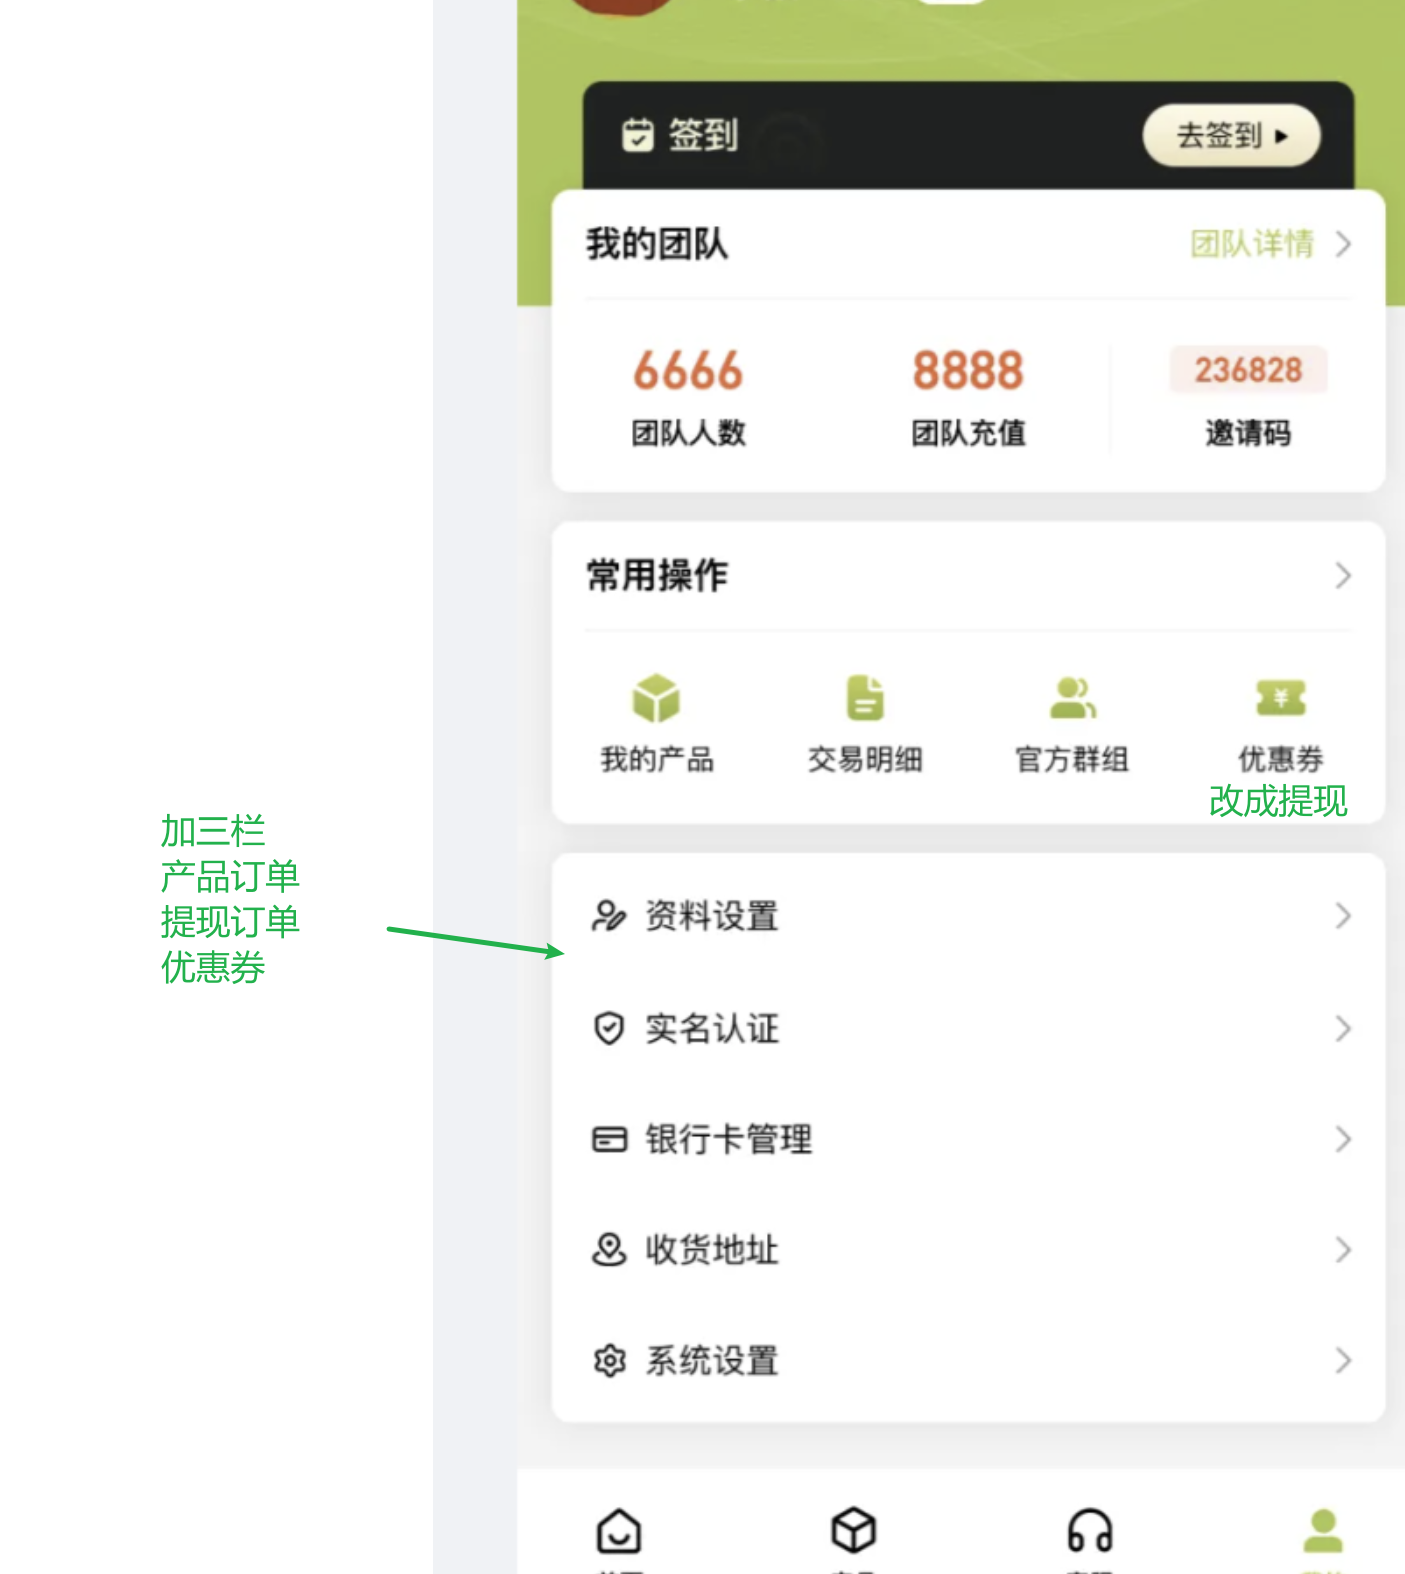 签到
去签到
我的团队
团队详情
6666
8888
236828
团队人数
团队充值
邀请码
常用操作
我的产品
交易明细
官方群组
优惠券
改成提现
加三栏
产品订单
提现订单
优惠券
资料设置
实名认证
银行卡管理
收货地址
系统设置